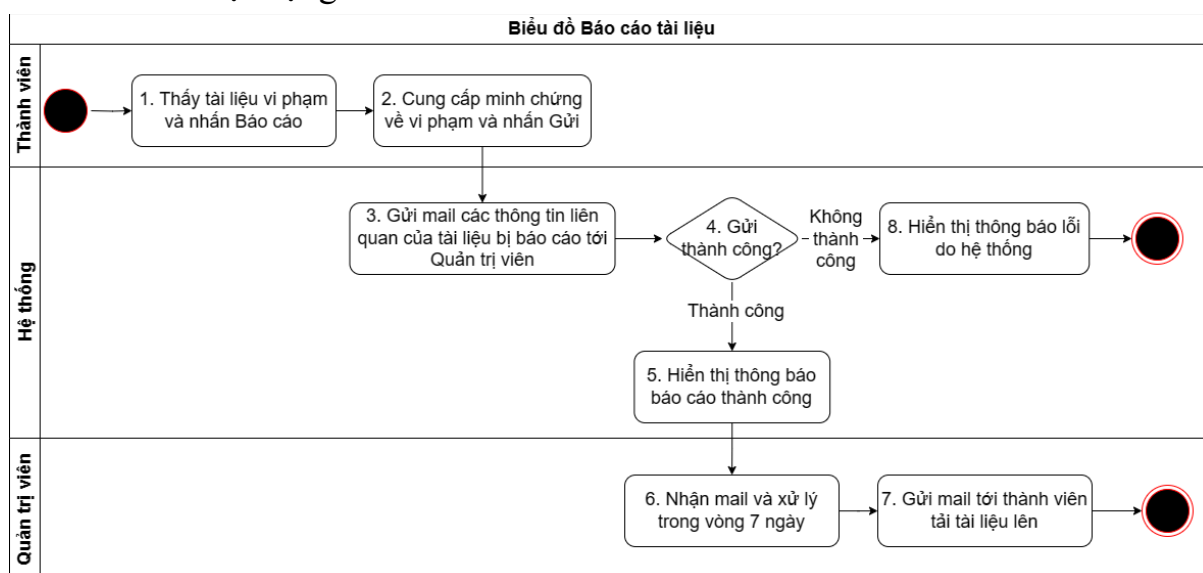 Biểu đồ Báo cáo tài liệu
Thành viên
1. Thấy tài liệu vi phạm
và nhấn Báo cáo
2. Cung cấp minh chứng
về vi phạm và nhấn Gửi
Hệ thống
3. Gửi mail các thông tin liên
quan của tài liệu bị báo cáo tới
Quản trị viên
4. Gửi
thành công?
Không
thành
công
8. Hiển thị thông báo lỗi
do hệ thống
Thành công
5. Hiển thị thông báo
báo cáo thành công
Quản trị viên
6. Nhận mail và xử lý
trong vòng 7 ngày
7. Gửi mail tới thành viên
tải tài liệu lên